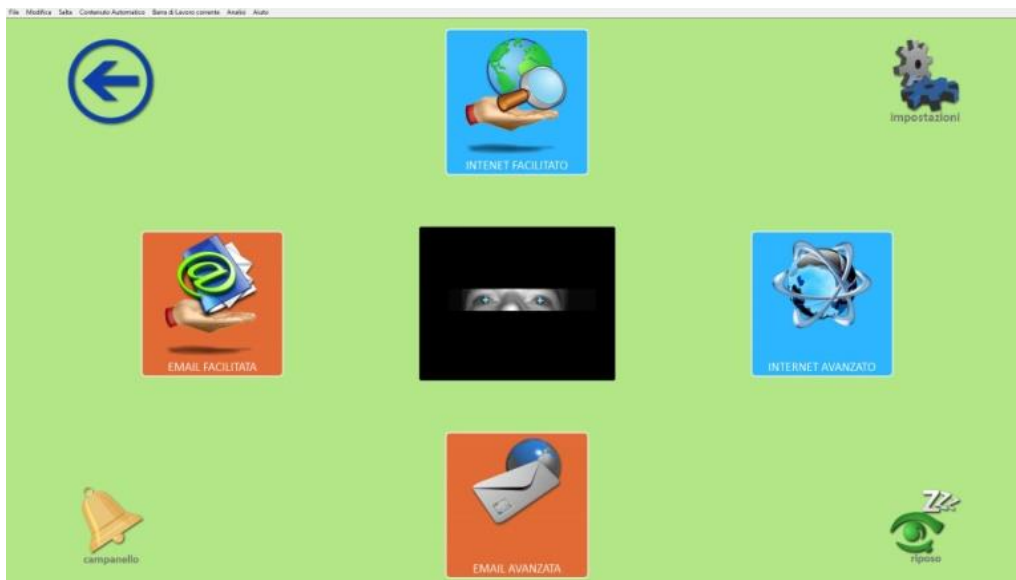 File Modifica Salta Contenuto Automatico Barra di Lavoro corrente Analisi Aiuto
INTENET FACILITATO
impostazioni
EMAIL FACILITATA
INTERNET AVANZATO
campanello
EMAIL AVANZATA
Zzz
riposo